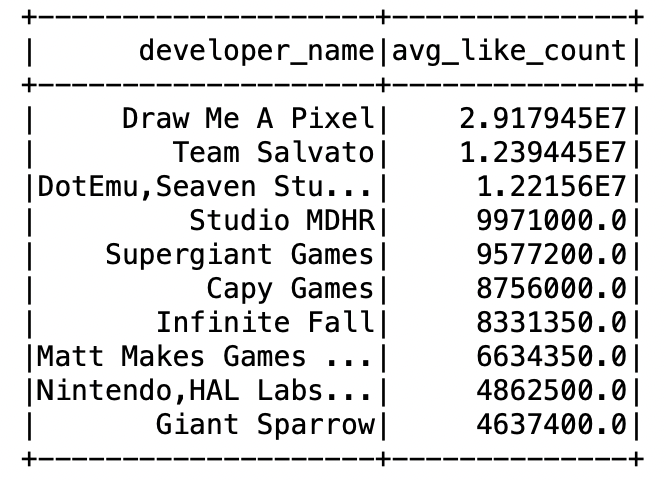 +--------------------+--------------+
|      developer_name|avg_like_count|
+--------------------+--------------+
|     Draw Me A Pixel|    2.917945E7|
|        Team Salvato|    1.239445E7|
|DotEmu,Seaven Stu...|     1.22156E7|
|         Studio MDHR|     9971000.0|
|    Supergiant Games|     9577200.0|
|          Capy Games|     8756000.0|
|       Infinite Fall|     8331350.0|
|Matt Makes Games ...|     6634350.0|
|Nintendo,HAL Labs...|     4862500.0|
|       Giant Sparrow|     4637400.0|
+--------------------+--------------+